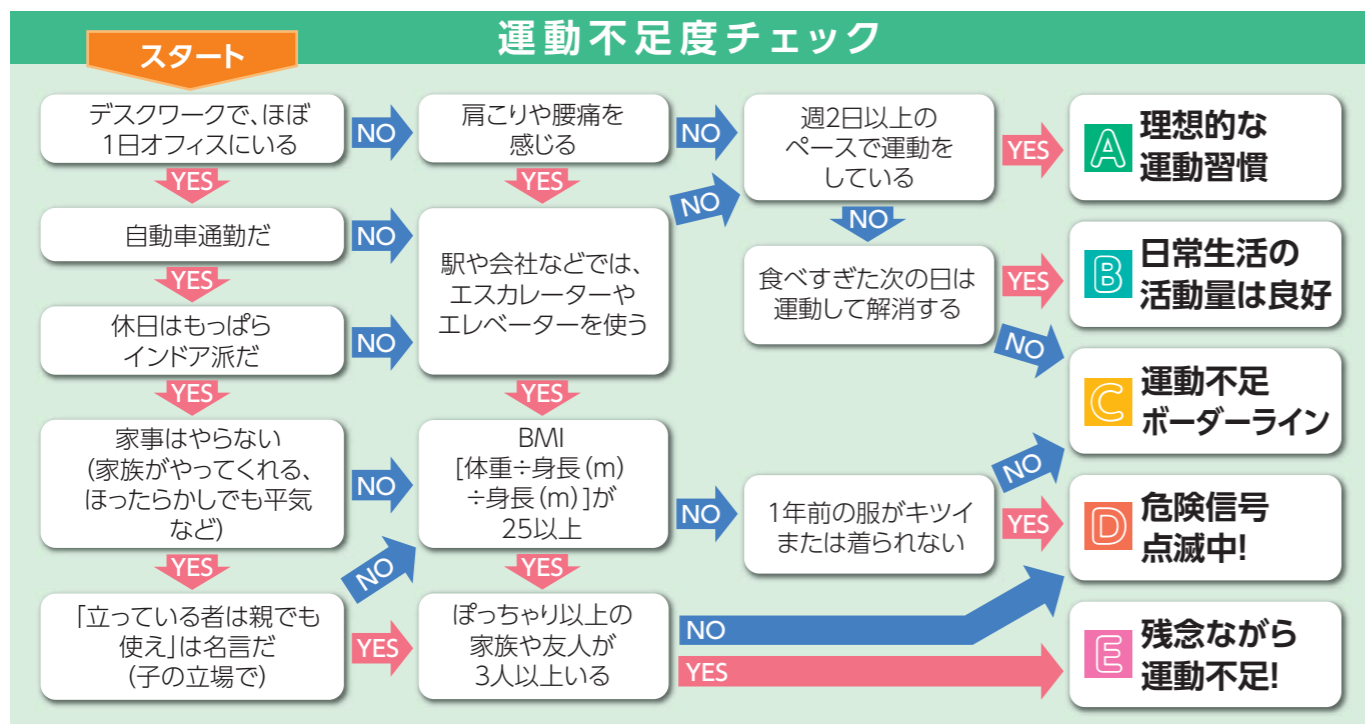 運動不足度チェック
スタート
デスクワークで、ほぼ
1日オフィスにいる
NO
YES
肩こりや腰痛を
感じる
NO
YES
週2日以上の
ペースで運動を
している
YES
NO
A
理想的な
運動習慣
自動車通勤だ
NO
YES
駅や会社などでは、
エスカレーターや
エレベーターを使う
NO
YES
食べすぎた次の日は
運動して解消する
YES
NO
B
日常生活の
活動量は良好
休日はもっぱら
インドア派だ
NO
YES
C
運動不足
ボーダーライン
家事はやらない
(家族がやってくれる、
ほったらかしでも平気
など)
NO
YES
BMI
[体重÷身長(m)
÷身長(m)]が
25以上
NO
YES
1年前の服がキツイ
または着られない
NO
YES
D
危険信号
点滅中!
「立っている者は親でも
使え」は名言だ
(子の立場で)
NO
YES
ぽっちゃり以上の
家族や友人が
3人以上いる
NO
YES
E
残念ながら
運動不足!